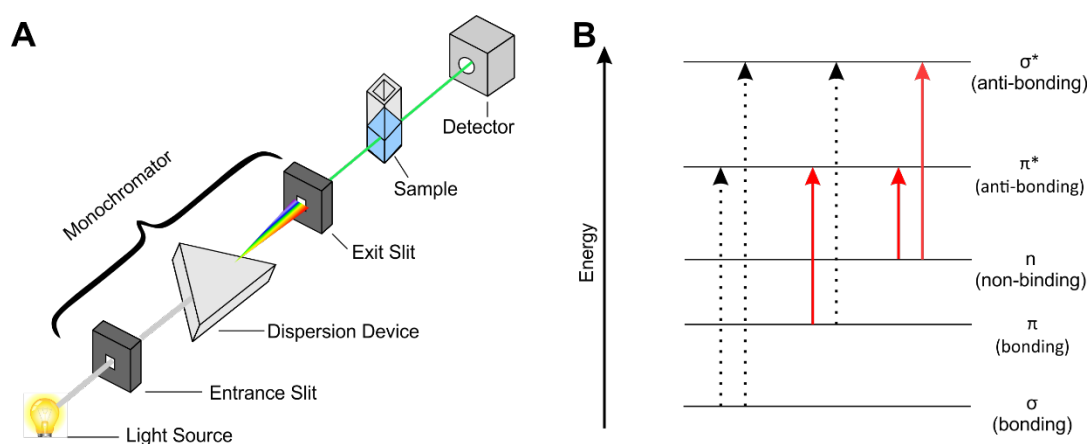 A
Monochromator
Detector
Sample
Exit Slit
Dispersion Device
Entrance Slit
Light Source
B
Energy
σ*
(anti-bonding)
π*
(anti-bonding)
n
(non-binding)
π
(bonding)
σ
(bonding)